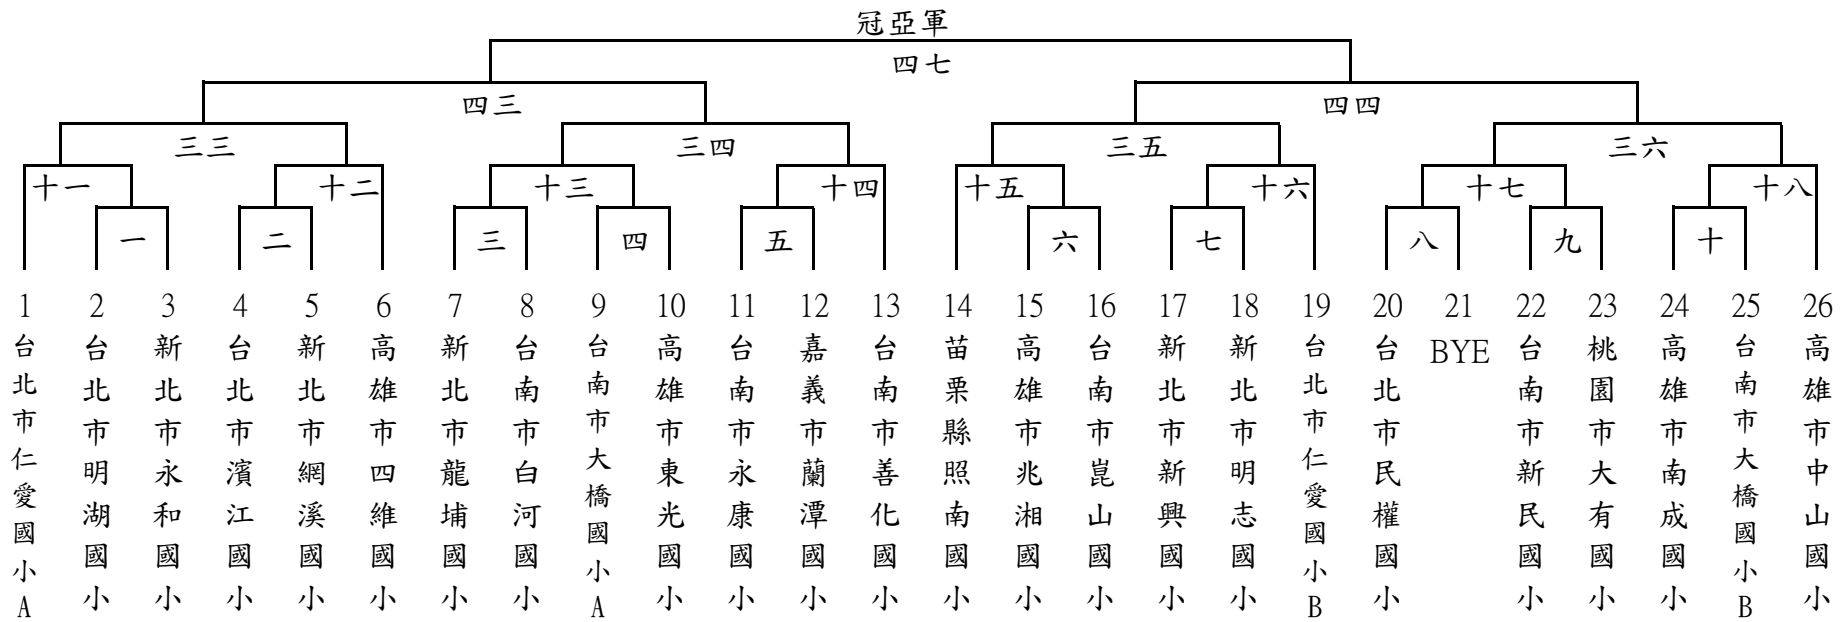 冠亞軍
四七
四三 四四
三三 三四 三五 三六
十一 十二 十三 十四 十五 十六 十七 十八
一 二 三 四 五 六 七 八 九 十
1 2 3 4 5 6 7 8 9 10 11 12 13 14 15 16 17 18 19 20 21 22 23 24 25 26
台北市仁愛國小A
台北市明湖國小
新北市永和國小
台北市濱江國小
新北市網溪國小
高雄市四維國小
新北市龍埔國小
台南市白河國小
台南市大橋國小A
高雄市東光國小
台南市永康國小
嘉義市蘭潭國小
台南市善化國小
苗栗縣照南國小
高雄市兆湘國小
台南市崑山國小
新北市新興國小
新北市明志國小
台北市仁愛國小B
台北市民權國小
BYE
台南市新民國小
桃園市大有國小
高雄市南成國小
台南市大橋國小B
高雄市中山國小